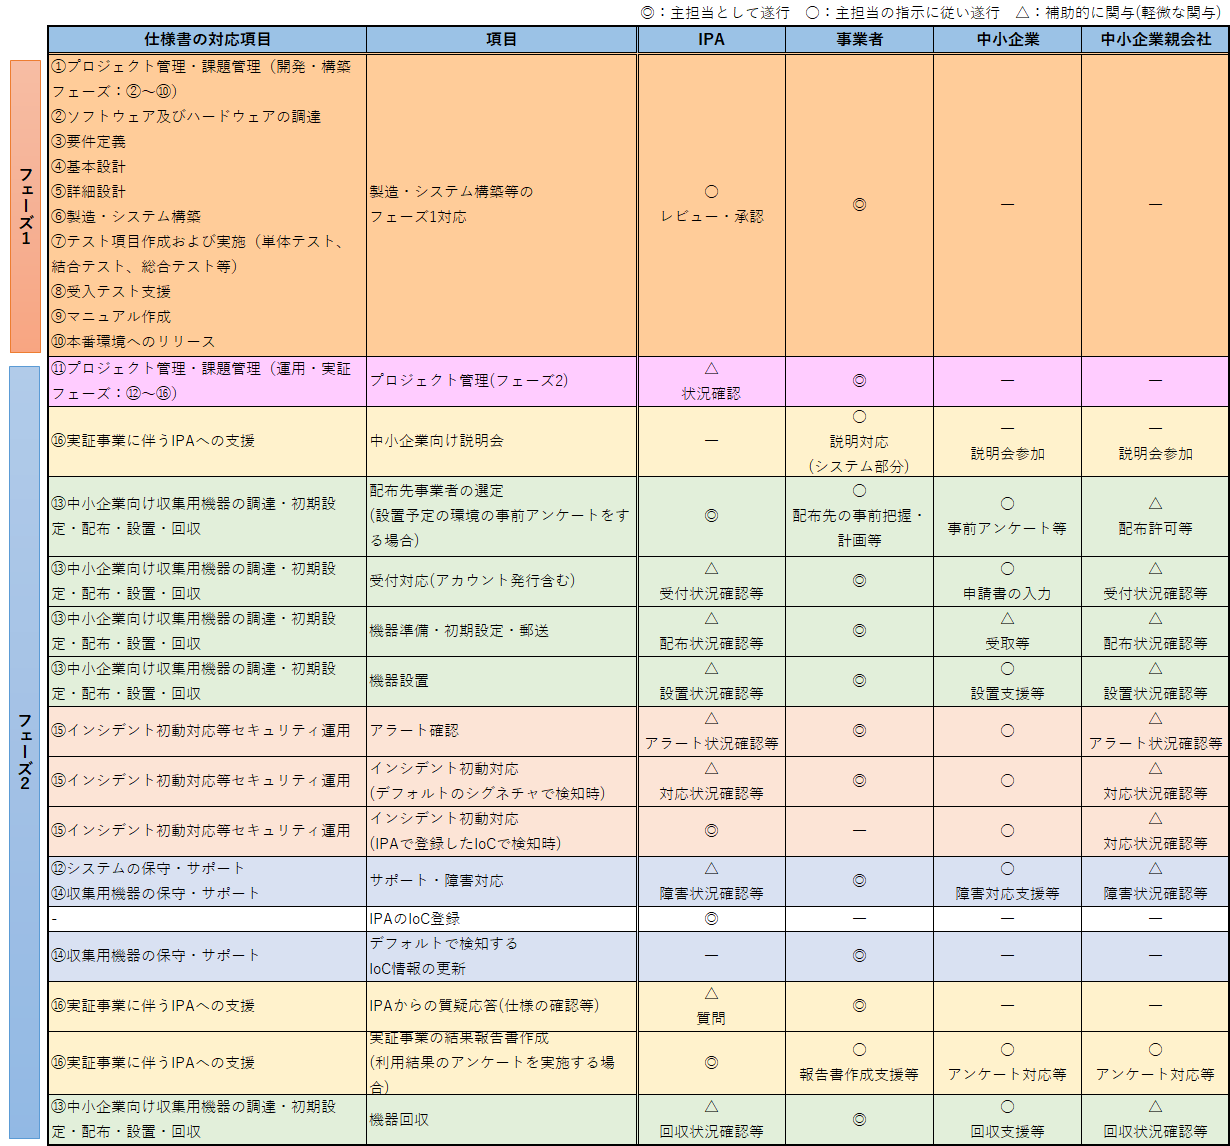 ◎：主担当として遂行　○：主担当の指示に従い遂行　△：補助的に関与(軽微な関与)
仕様書の対応項目
項目
IPA
事業者
中小企業
中小企業親会社
フェーズ1
①プロジェクト管理・課題管理（開発・構築
フェーズ：②～⑩）
②ソフトウェア及びハードウェアの調達
③要件定義
④基本設計
⑤詳細設計
⑥製造・システム構築
⑦テスト項目作成および実施（単体テスト、
結合テスト、総合テスト等）
⑧受入テスト支援
⑨マニュアル作成
⑩本番環境へのリリース
製造・システム構築等の
フェーズ1対応
○
レビュー・承認
◎
―
―
フェーズ2
⑪プロジェクト管理・課題管理（運用・実証
フェーズ：⑫～⑯）
プロジェクト管理(フェーズ2)
△
状況確認
◎
―
―
⑯実証事業に伴うIPAへの支援
中小企業向け説明会
―
○
説明対応
(システム部分)
―
説明会参加
―
説明会参加
⑬中小企業向け収集用機器の調達・初期設
定・配布・設置・回収
配布先事業者の選定
(設置予定の環境の事前アンケートをす
る場合)
◎
○
配布先の事前把握・
計画等
○
事前アンケート等
△
配布許可等
⑬中小企業向け収集用機器の調達・初期設
定・配布・設置・回収
受付対応(アカウント発行含む)
△
受付状況確認等
◎
○
申請書の入力
△
受付状況確認等
⑬中小企業向け収集用機器の調達・初期設
定・配布・設置・回収
機器準備・初期設定・郵送
△
配布状況確認等
◎
△
受取等
△
配布状況確認等
⑬中小企業向け収集用機器の調達・初期設
定・配布・設置・回収
機器設置
△
設置状況確認等
◎
○
設置支援等
△
設置状況確認等
⑮インシデント初動対応等セキュリティ運用
アラート確認
△
アラート状況確認等
◎
○
△
アラート状況確認等
⑮インシデント初動対応等セキュリティ運用
インシデント初動対応
(デフォルトのシグネチャで検知時)
△
対応状況確認等
◎
○
△
対応状況確認等
⑮インシデント初動対応等セキュリティ運用
インシデント初動対応
(IPAで登録したIoCで検知時)
◎
―
○
△
対応状況確認等
⑫システムの保守・サポート
⑭収集用機器の保守・サポート
サポート・障害対応
△
障害状況確認等
◎
○
障害対応支援等
△
障害状況確認等
-
IPAのIoC登録
◎
―
―
―
⑭収集用機器の保守・サポート
デフォルトで検知する
IoC情報の更新
―
◎
―
―
⑯実証事業に伴うIPAへの支援
IPAからの質疑応答(仕様の確認等)
△
質問
◎
―
―
⑯実証事業に伴うIPAへの支援
実証事業の結果報告書作成
(利用結果のアンケートを実施する場
合)
◎
○
報告書作成支援等
○
アンケート対応等
○
アンケート対応等
⑬中小企業向け収集用機器の調達・初期設
定・配布・設置・回収
機器回収
△
回収状況確認等
◎
○
回収支援等
△
回収状況確認等